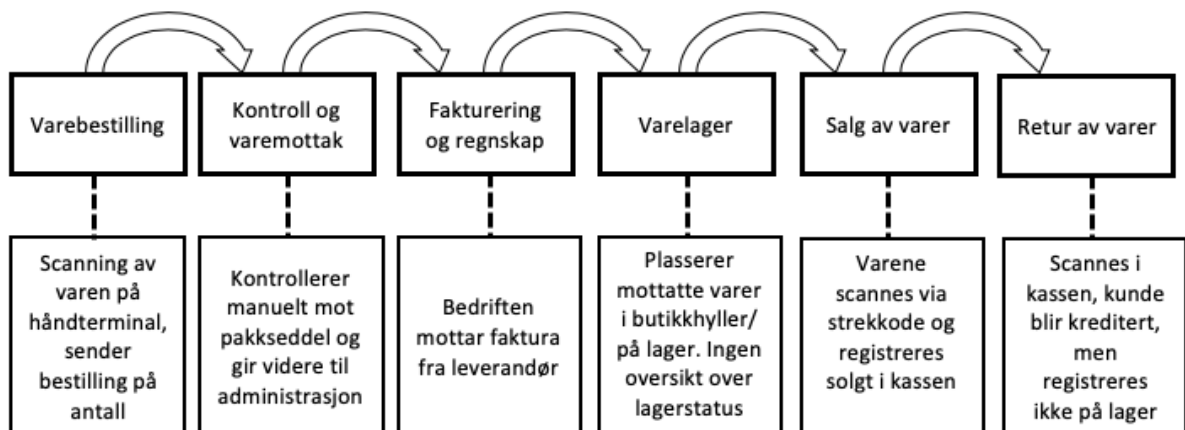 Varebestilling
Kontroll og
varemottak
Fakturering
og regnskap
Varelager
Salg av varer
Retur av varer
Scanning av
varen på
håndterminal,
sender
bestilling på
antall
Kontrollerer
manuelt mot
pakkseddel og
gir videre til
administrasjon
Bedriften
mottar faktura
fra leverandør
Plasserer
mottatte varer
i butikkhyller/
på lager. Ingen
oversikt over
lagerstatus
Varene
scannes via
strekkode og
registreres
solgt i kassen
Scannes i
kassen, kunde
blir kreditert,
men
registreres
ikke på lager